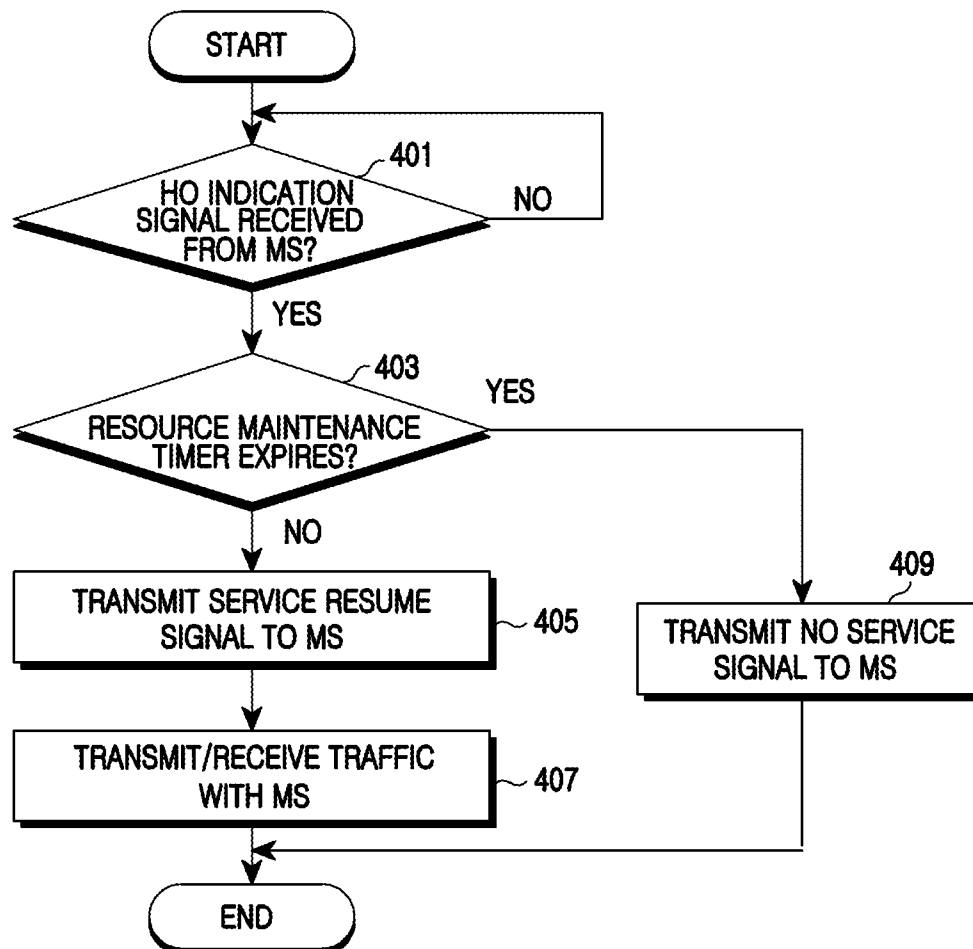 START
401
HO INDICATION
SIGNAL RECEIVED
FROM MS?
NO
YES
403
YES
RESOURCE MAINTENANCE
TIMER EXPIRES?
NO
TRANSMIT SERVICE RESUME
SIGNAL TO MS
405
409
TRANSMIT NO SERVICE
SIGNAL TO MS
TRANSMIT/RECEIVE TRAFFIC
WITH MS
407
END